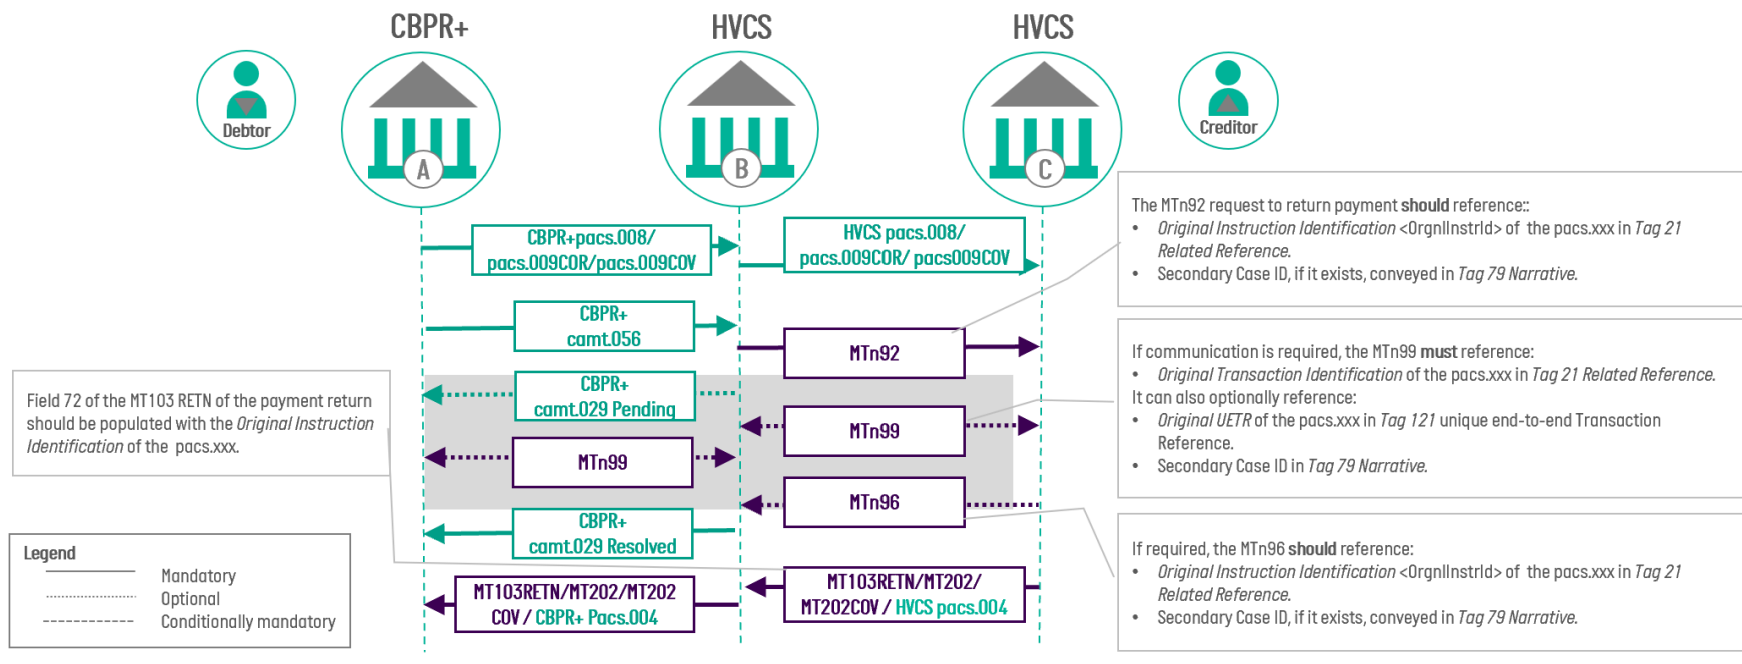 CBPR+
HVCS
HVCS
Debtor
A
B
C
Creditor
CBPR+pacs.008/
pacs.009COR/pacs.009COV
HVCS pacs.008/
pacs.009COR/ pacs009COV
The MTn92 request to return payment should reference::
• Original Instruction Identification <OrgnlInstrId> of the pacs.xxx in Tag 21
Related Reference.
• Secondary Case ID, if it exists, conveyed in Tag 79 Narrative.
CBPR+
camt.056
MTn92
If communication is required, the MTn99 must reference:
• Original Transaction Identification of the pacs.xxx in Tag 21 Related Reference.
It can also optionally reference:
• Original UETR of the pacs.xxx in Tag 121 unique end-to-end Transaction
Reference.
• Secondary Case ID in Tag 79 Narrative.
CBPR+
camt.029 Pending
MTn99
MTn99
Field 72 of the MT103 RETN of the payment return
should be populated with the Original Instruction
Identification of the pacs.xxx.
MTn96
CBPR+
camt.029 Resolved
If required, the MTn96 should reference:
• Original Instruction Identification <OrgnlInstrId> of the pacs.xxx in Tag 21
Related Reference.
• Secondary Case ID, if it exists, conveyed in Tag 79 Narrative.
MT103RETN/MT202/
MT202COV / HVCS pacs.004
MT103RETN/MT202/MT202
COV / CBPR+ Pacs.004
Legend
Mandatory
Optional
Conditionally mandatory